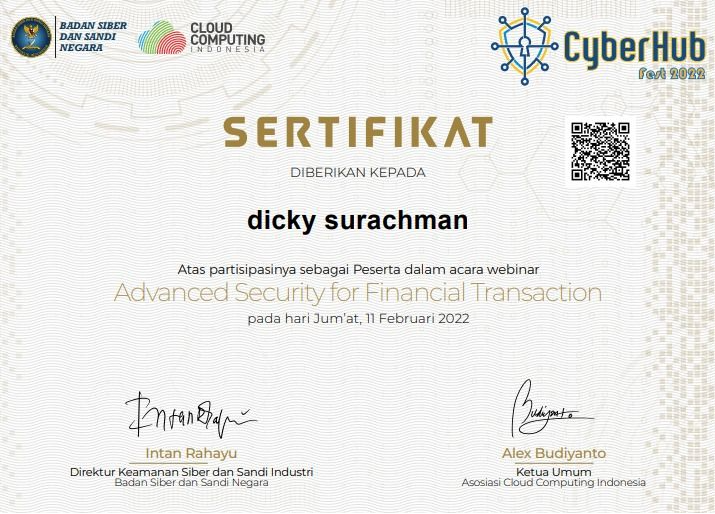 BADAN SIBER
DAN SANDI
NEGARA
CLOUD
COMPUTING
INDONESIA
CyberHub
Fest 2022
SERTIFIKAT
DIBERIKAN KEPADA
dicky surachman
Atas partisipasinya sebagai Peserta dalam acara webinar
Advanced Security for Financial Transaction
pada hari Jum'at, 11 Februari 2022
Intan Rahayu
Direktur Keamanan Siber dan Sandi Industri
Badan Siber dan Sandi Negara
Budiyanto
Alex Budiyanto
Ketua Umum
Asosiasi Cloud Computing Indonesia